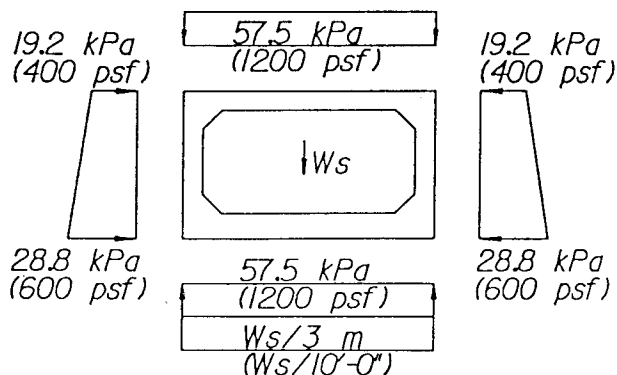 57.5 kPa
(1200 psf)
19.2 kPa
(400 psf)
19.2 kPa
(400 psf)
Ws
28.8 kPa
(600 psf)
57.5 kPa
(1200 psf)
28.8 kPa
(600 psf)
Ws/3 m
(Ws/10'-0")